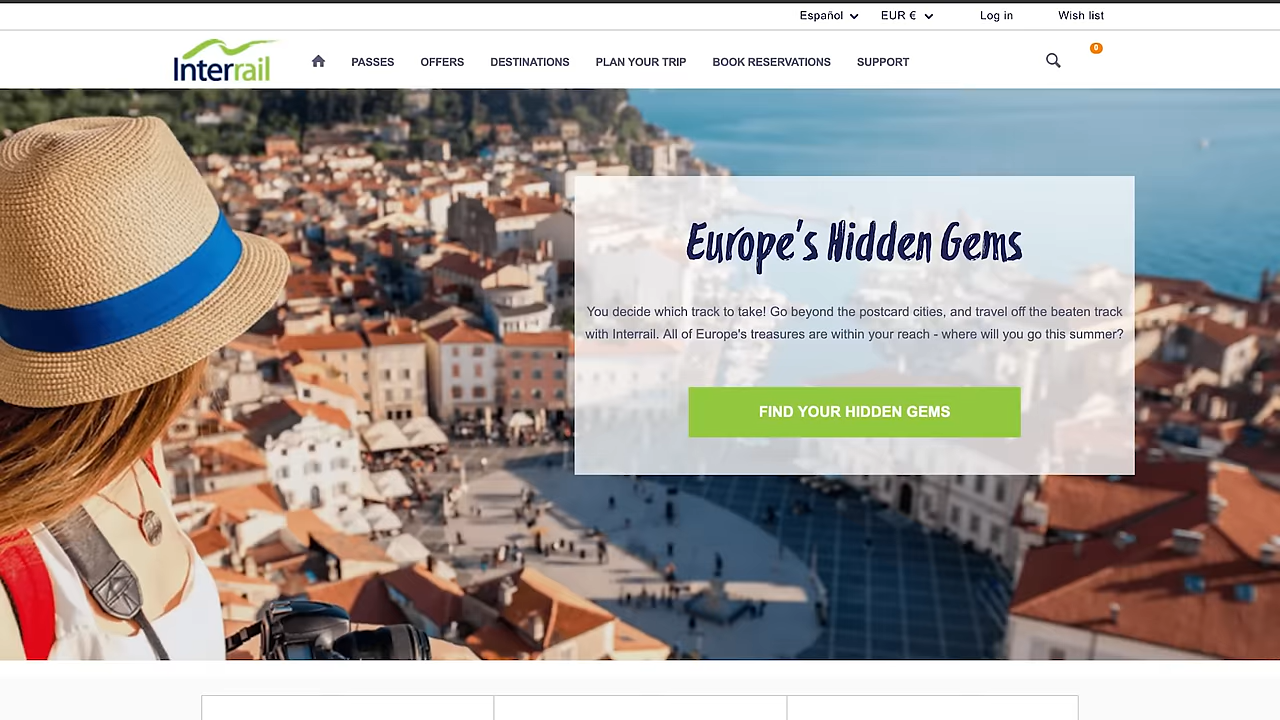 Español EUR € Log in Wish list
Interrail PASSES OFFERS DESTINATIONS PLAN YOUR TRIP BOOK RESERVATIONS SUPPORT 0
Europe's Hidden Gems
You decide which track to take! Go beyond the postcard cities, and travel off the beaten track
with Interrail. All of Europe's treasures are within your reach - where will you go this summer?
FIND YOUR HIDDEN GEMS